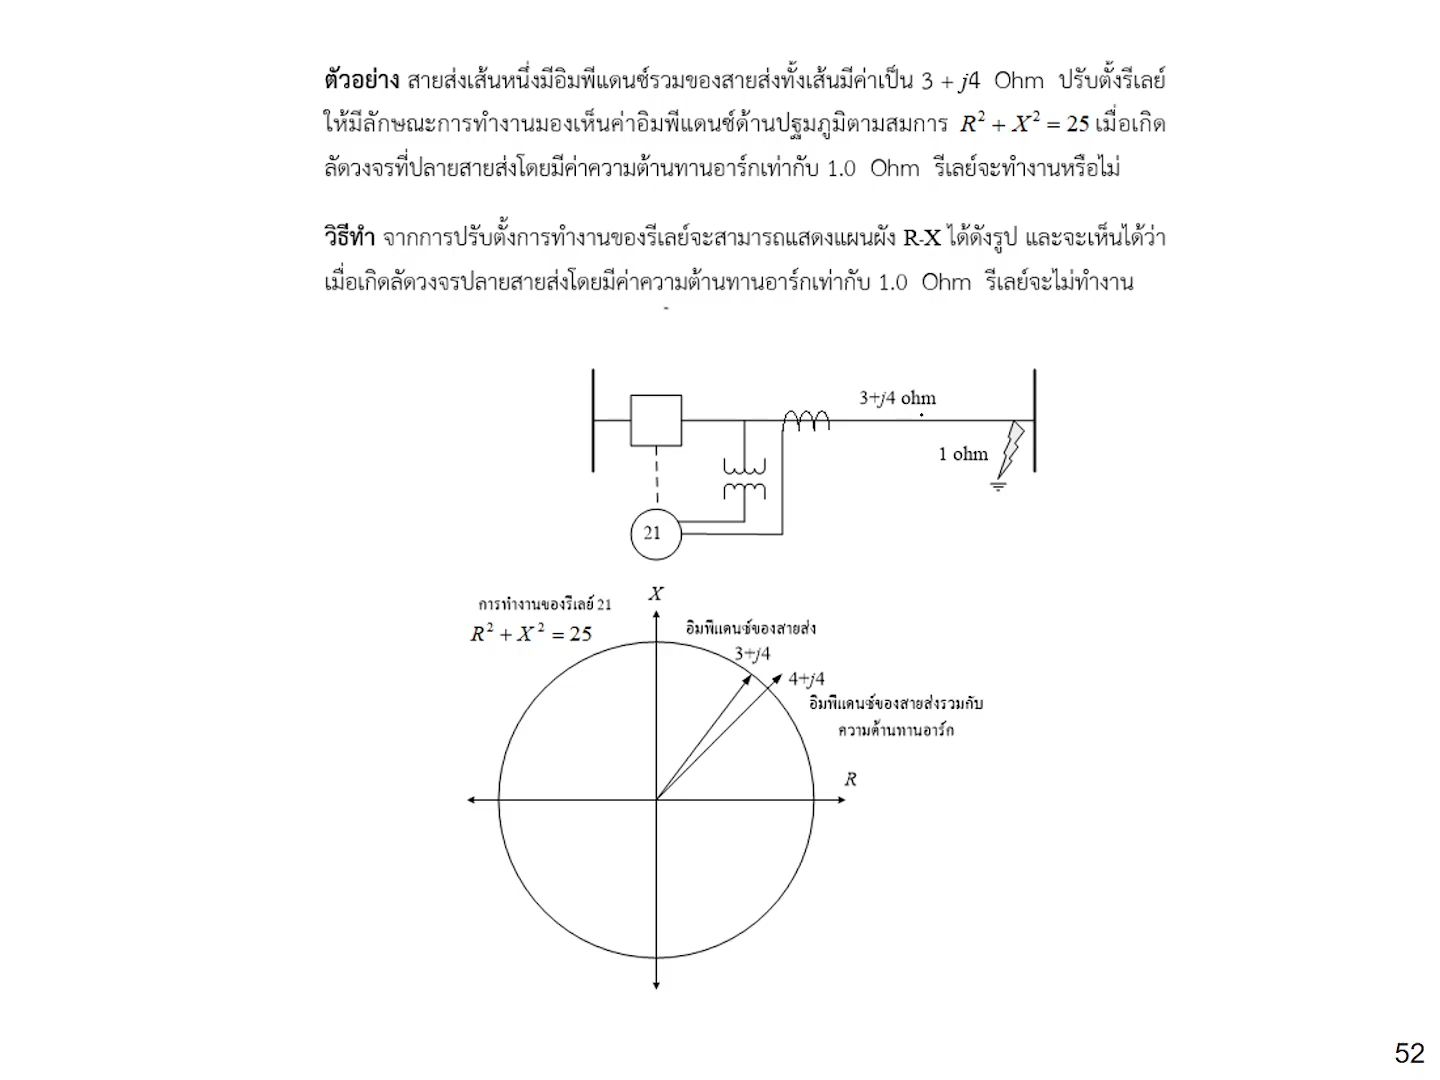 ตัวอย่าง สายส่งเส้นหนึ่งมีอิมพีแดนซ์รวมของสายส่งทั้งเส้นมีค่าเป็น 3 + j4 Ohm ปรับตั้งรีเลย์
ให้มีลักษณะการทำงานมองเห็นค่าอิมพีแดนซ์ด้านปฐมภูมิตามสมการ R² + X² = 25 เมื่อเกิด
ลัดวงจรที่ปลายสายส่งโดยมีค่าความต้านทานอาร์กเท่ากับ 1.0 Ohm รีเลย์จะทำงานหรือไม่
วิธีทำ จากการปรับตั้งการทำงานของรีเลย์จะสามารถแสดงแผนผัง R-X ได้ดังรูป และจะเห็นได้ว่า
เมื่อเกิดลัดวงจรปลายสายส่งโดยมีค่าความต้านทานอาร์กเท่ากับ 1.0 Ohm รีเลย์จะไม่ทำงาน
3+j4 ohm
1 ohm
21
X
การทำงานของรีเลย์ 21
R² + X² = 25
อิมพีแดนซ์ของสายส่ง
3+j4
4+j4
อิมพีแดนซ์ของสายส่งรวมกับ
ความต้านทานอาร์ก
R
52